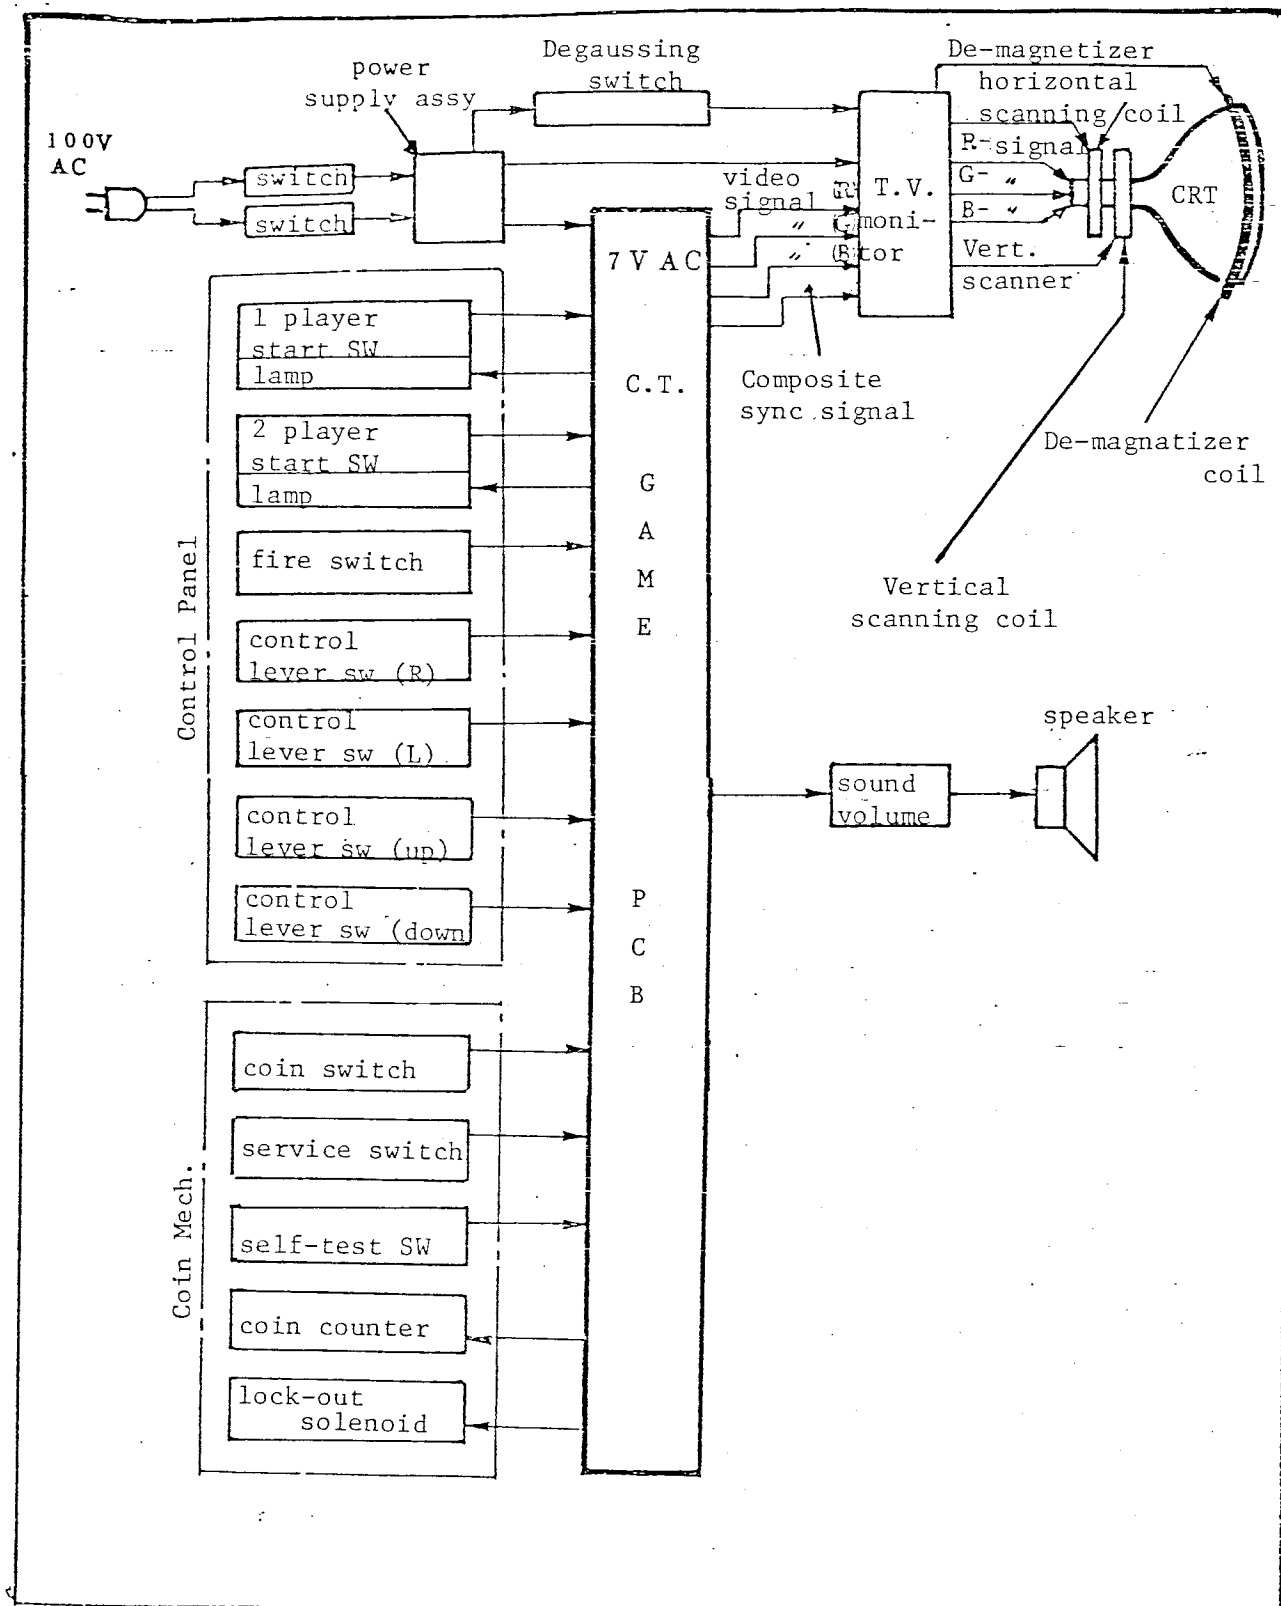 Degaussing
switch
De-magnetizer
power
supply assy
horizontal
scanning coil
100V
AC
switch
switch
R-signal
G- "
B- "
video
signal (R)
" (G)
" (B)
T.V.
moni-
tor
CRT
Vert.
scanner
7 V AC
C.T.
G
A
M
E
P
C
B
Composite
sync signal
De-magnatizer
coil
Vertical
scanning coil
Control Panel
1 player
start SW
lamp
2 player
start SW
lamp
fire switch
control
lever sw (R)
control
lever sw (L)
control
lever sw (up)
control
lever sw (down
speaker
sound
volume
Coin Mech.
coin switch
service switch
self-test SW
coin counter
lock-out
solenoid